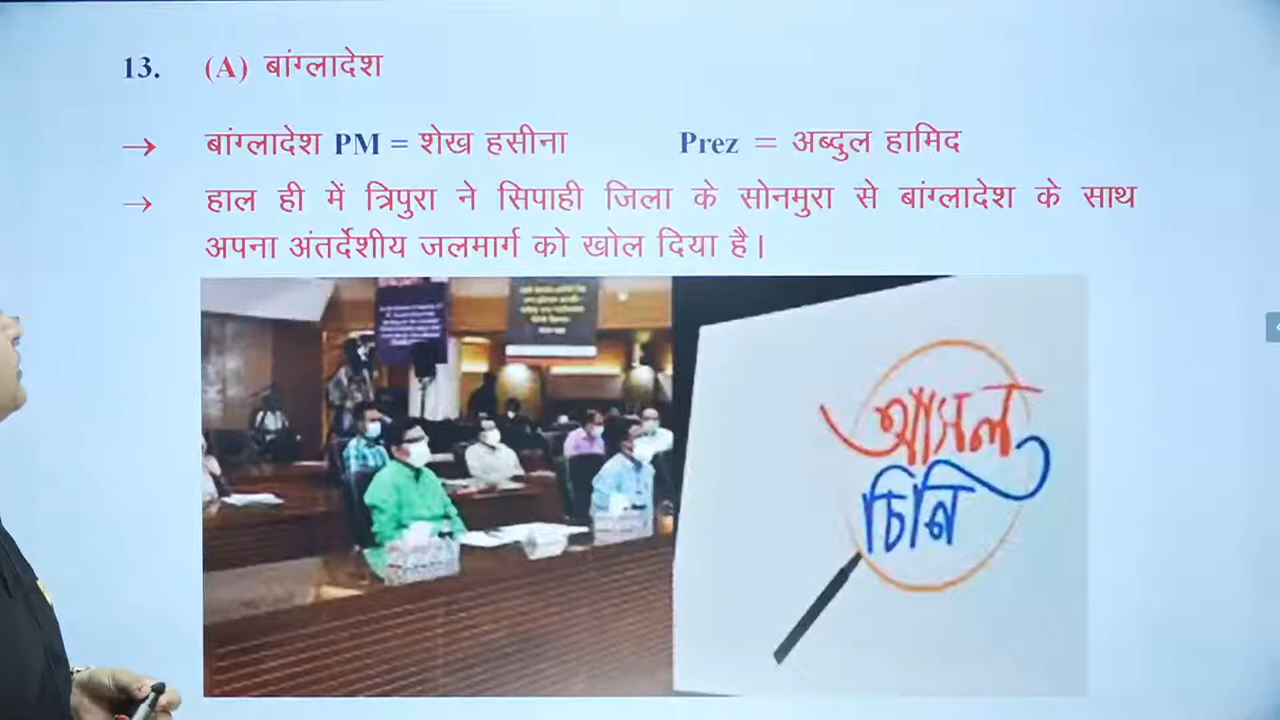 13. (A) बांग्लादेश
→ बांग्लादेश PM = शेख हसीना Prez = अब्दुल हामिद
→ हाल ही में त्रिपुरा ने सिपाही जिला के सोनमुरा से बांग्लादेश के साथ
अपना अंतर्देशीय जलमार्ग को खोल दिया है।
আসল
চিনি